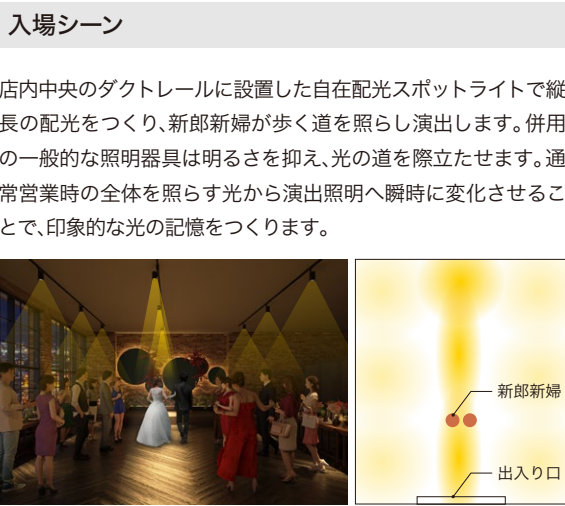 入場シーン
店内中央のダクトレールに設置した自在配光スポットライトで縦
長の配光をつくり、新郎新婦が歩く道を照らし演出します。併用
の一般的な照明器具は明るさを抑え、光の道を際立たせます。通
常営業時の全体を照らす光から演出照明へ瞬時に変化させるこ
とで、印象的な光の記憶をつくります。
新郎新婦
出入り口